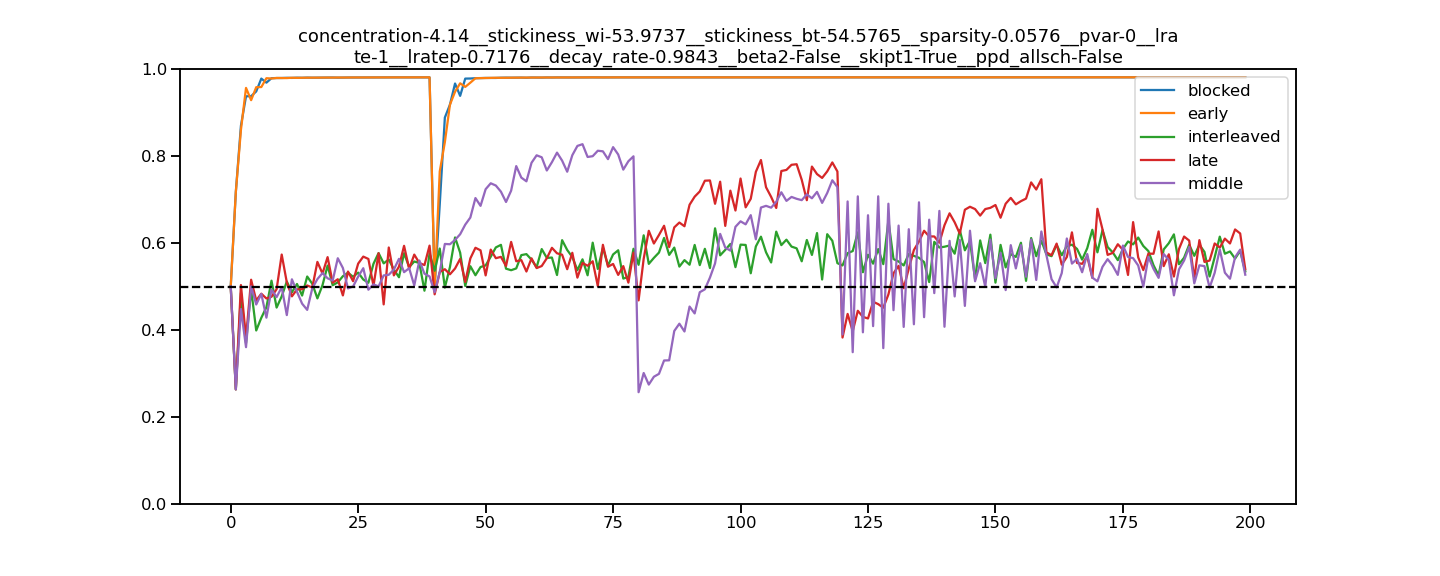 concentration-4.14__stickiness_wi-53.9737__stickiness_bt-54.5765__sparsity-0.0576__pvar-0__lra
te-1__lratep-0.7176__decay_rate-0.9843__beta2-False__skipt1-True__ppd_allsch-False
1.0
0.8
0.6
0.4
0.2
0.0
blocked
early
interleaved
late
middle
0 25 50 75 100 125 150 175 200